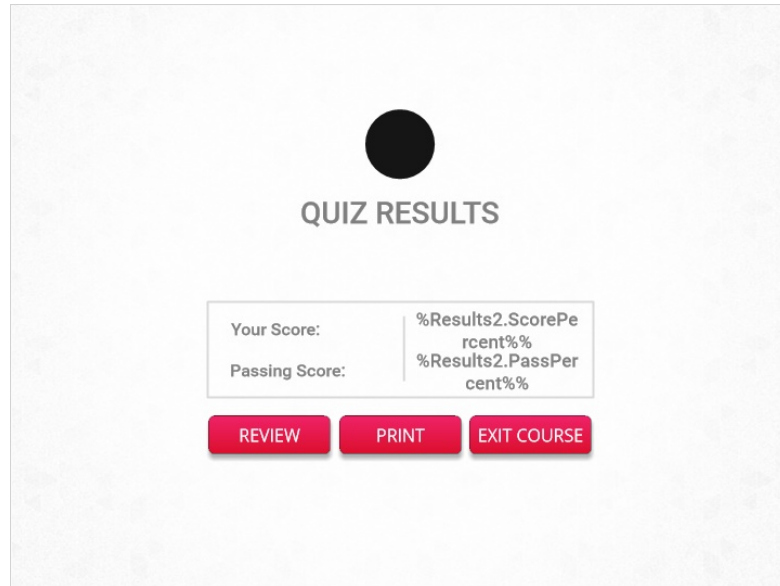 QUIZ RESULTS
Your Score:
%Results2.ScorePe
rcent%%
Passing Score:
%Results2.PassPer
cent%%
REVIEW
PRINT
EXIT COURSE